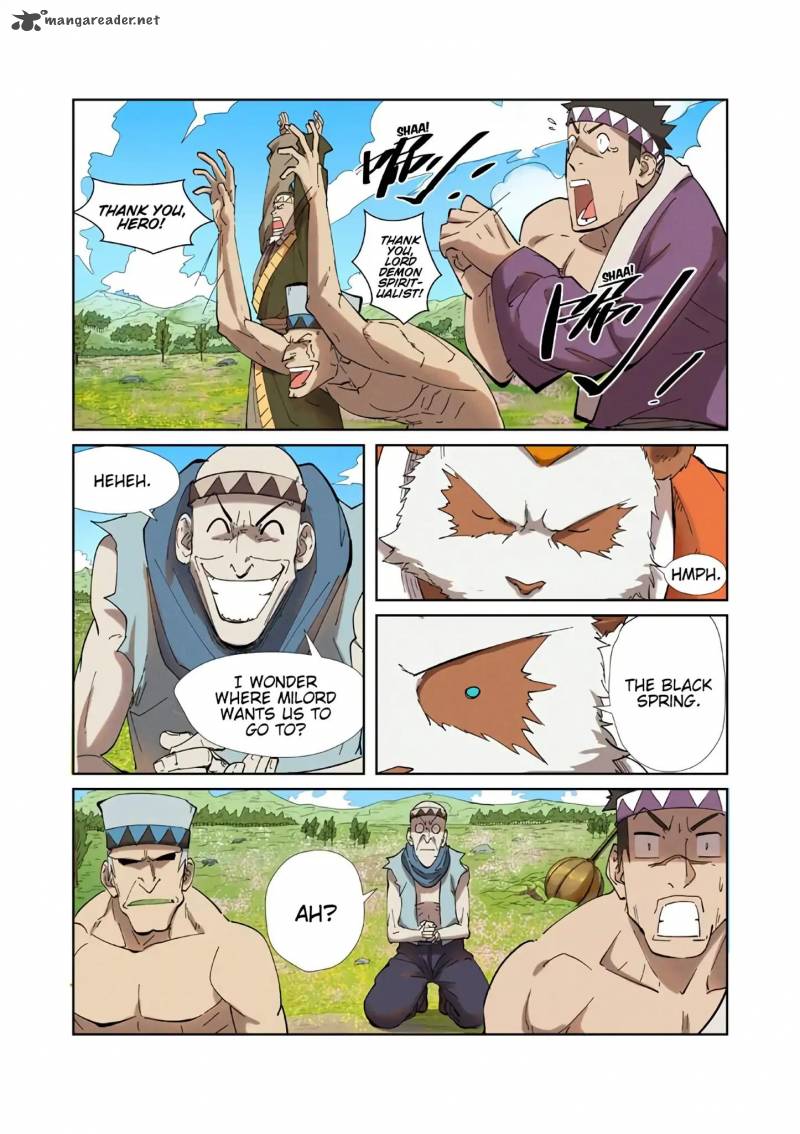 mangareader.net
SHAA!
THANK YOU,
HERO!
THANK
YOU,
LORD
DEMON
SPIRIT-
UALIST!
SHAA!
HEHEH.
I WONDER
WHERE MILORD
WANTS US TO
GO TO?
HMPH.
THE BLACK
SPRING.
AH?